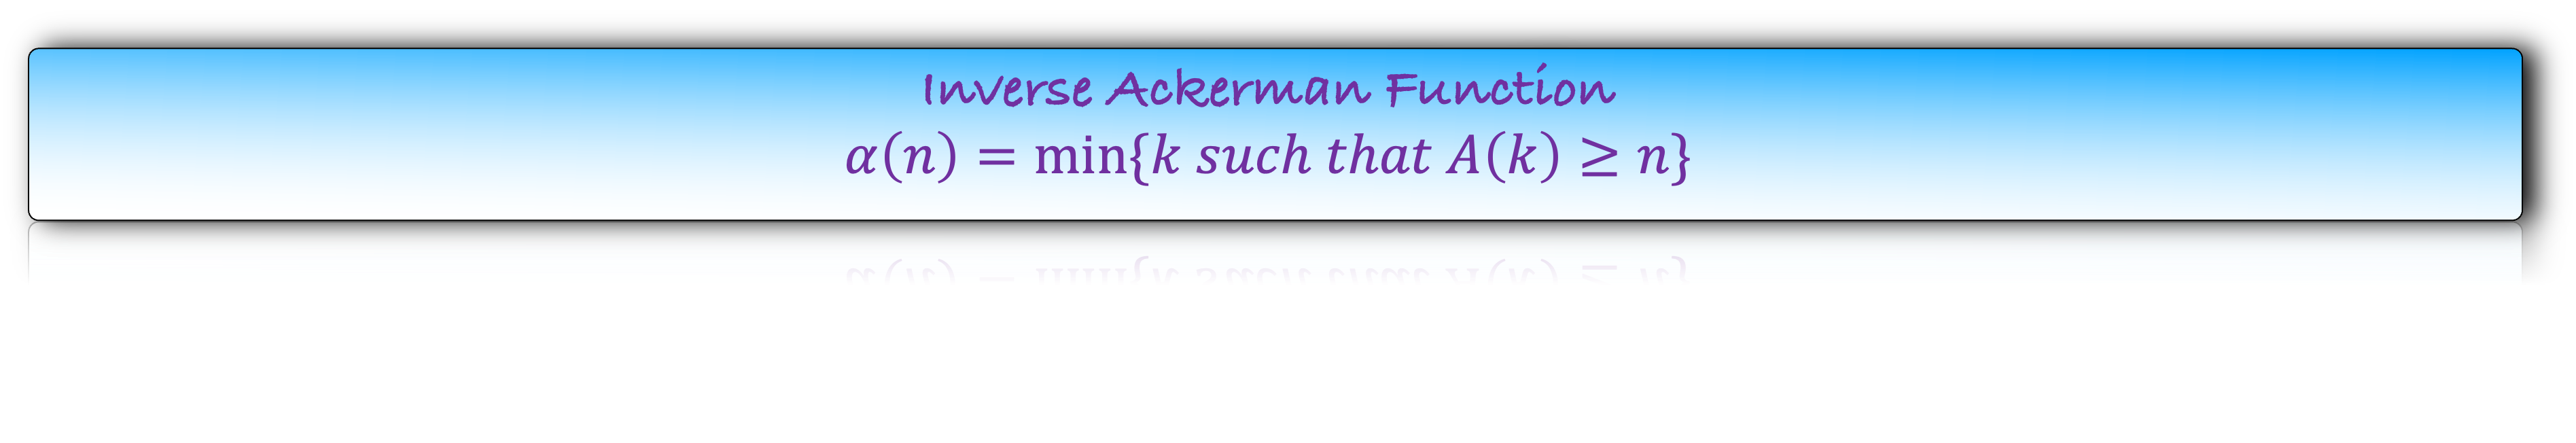 Inverse Ackerman Function
α(n) = min{k such that A(k) ≥ n}